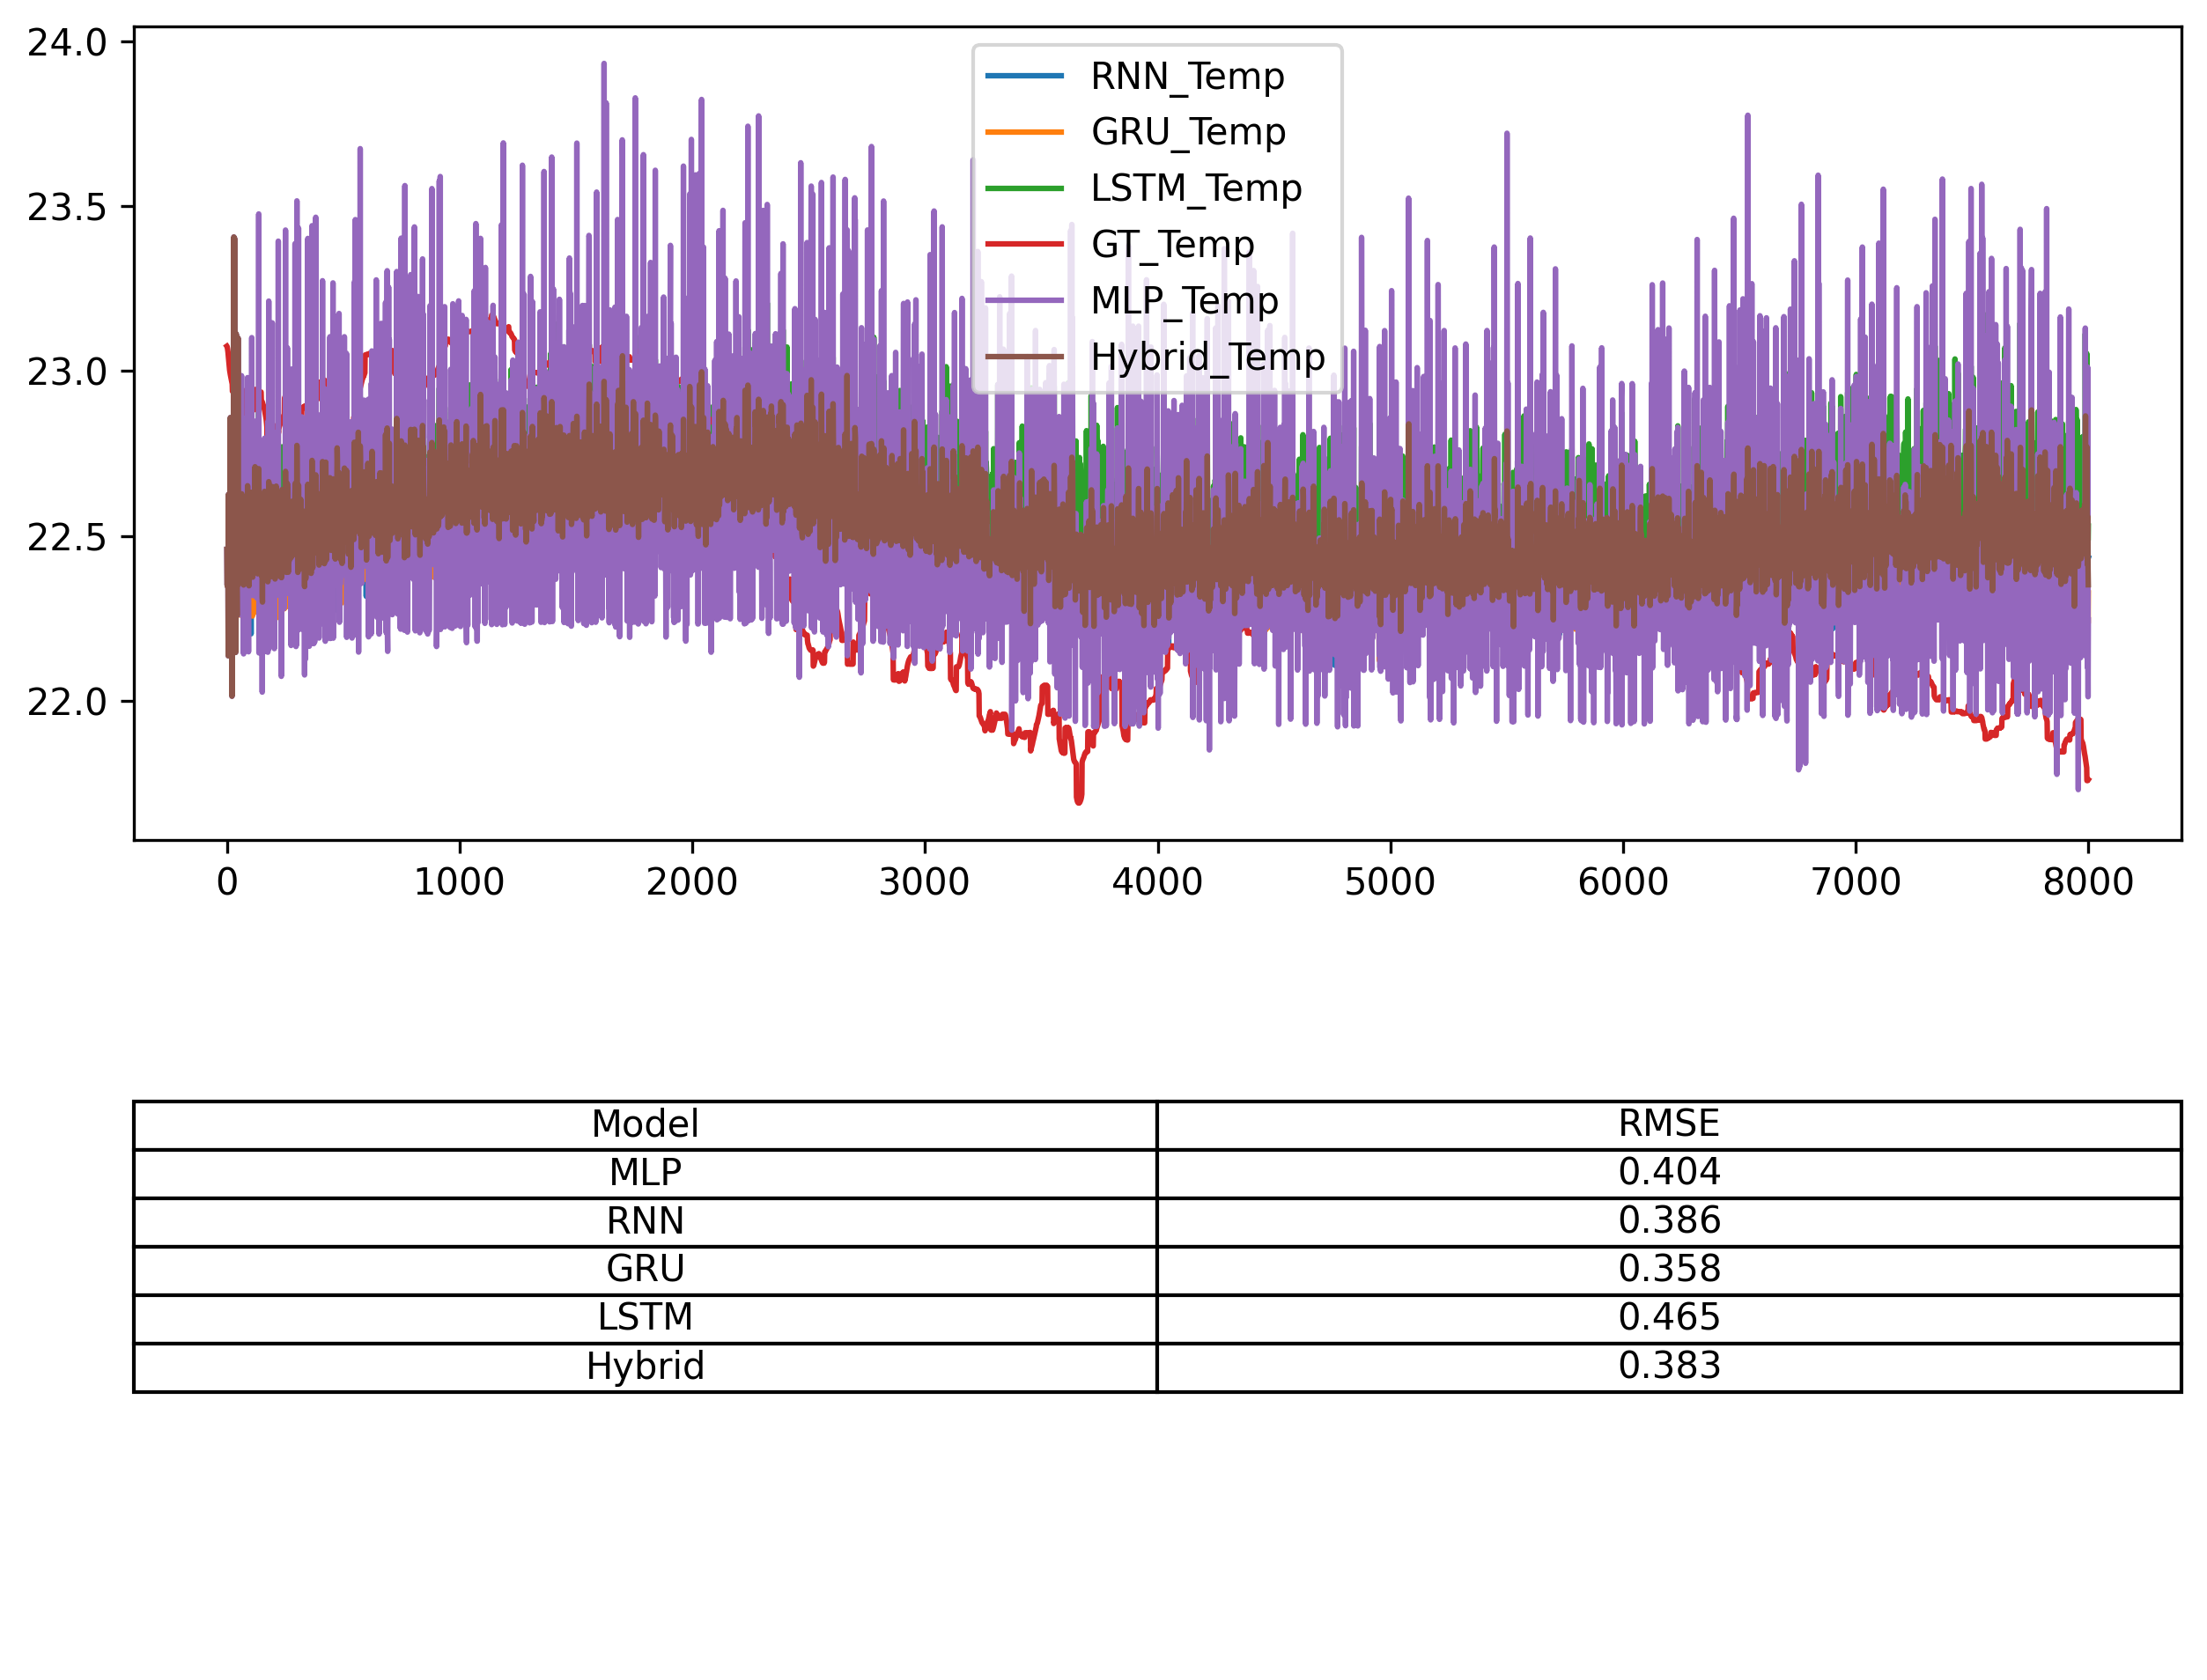 24.0
23.5
23.0
22.5
22.0
RNN_Temp
GRU_Temp
LSTM_Temp
GT_Temp
MLP_Temp
Hybrid_Temp
0 1000 2000 3000 4000 5000 6000 7000 8000
Model RMSE
MLP 0.404
RNN 0.386
GRU 0.358
LSTM 0.465
Hybrid 0.383